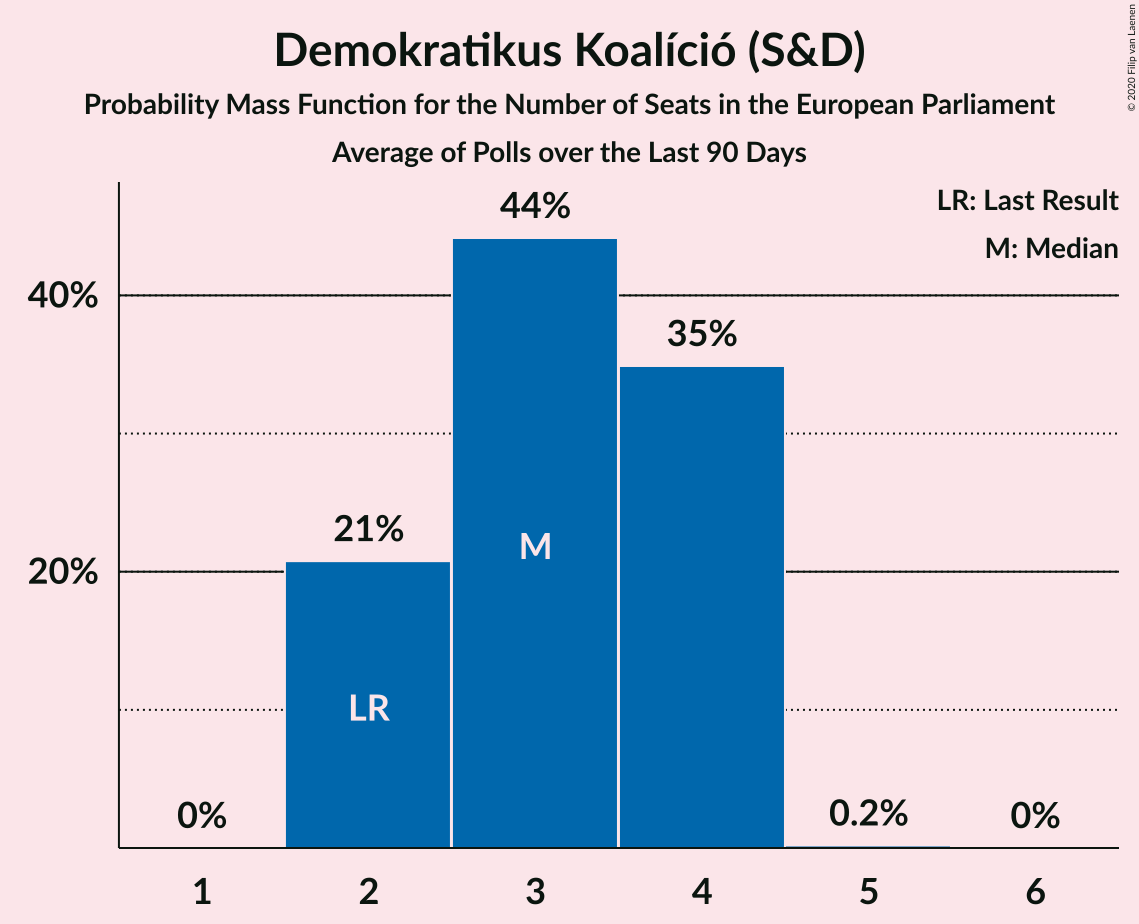 Demokratikus Koalíció (S&D)
Probability Mass Function for the Number of Seats in the European Parliament
Average of Polls over the Last 90 Days
© 2020 Filip van Laenen
LR: Last Result
M: Median
44%
40%
35%
21%
M
20%
LR
0%
0.2%
0%
1 2 3 4 5 6